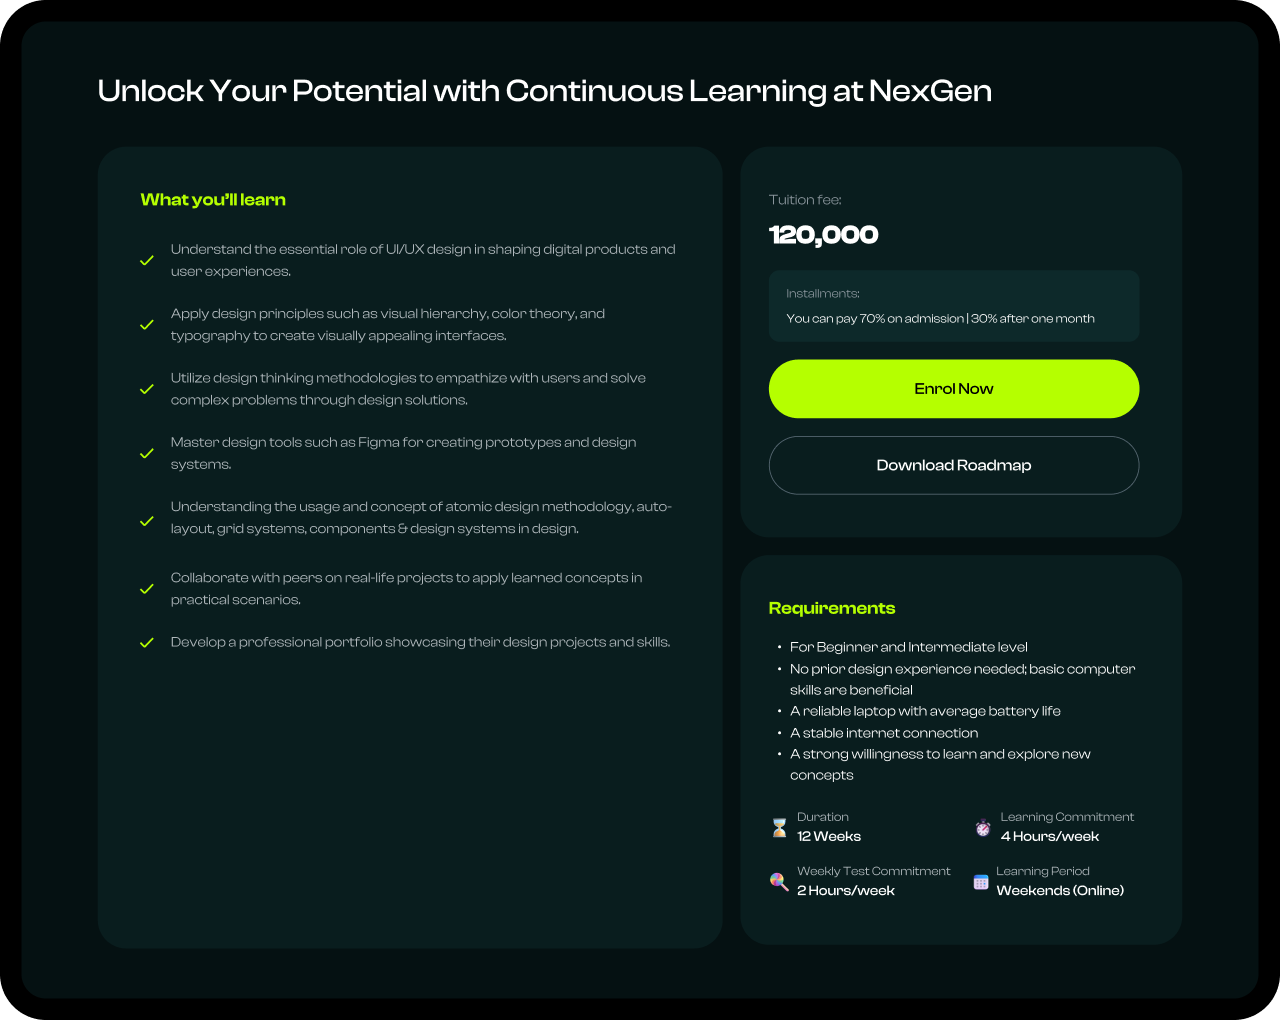 Unlock Your Potential with Continuous Learning at NexGen
What you'll learn
Understand the essential role of UI/UX design in shaping digital products and
user experiences.
Apply design principles such as visual hierarchy, color theory, and
typography to create visually appealing interfaces.
Utilize design thinking methodologies to empathize with users and solve
complex problems through design solutions.
Master design tools such as Figma for creating prototypes and design
systems.
Understanding the usage and concept of atomic design methodology, auto-
layout, grid systems, components & design systems in design.
Collaborate with peers on real-life projects to apply learned concepts in
practical scenarios.
Develop a professional portfolio showcasing their design projects and skills.
Tuition fee:
120,000
Installments:
You can pay 70% on admission | 30% after one month
Enrol Now
Download Roadmap
Requirements
• For Beginner and Intermediate level
• No prior design experience needed; basic computer
skills are beneficial
• A reliable laptop with average battery life
• A stable internet connection
• A strong willingness to learn and explore new
concepts
Duration
12 Weeks
Learning Commitment
4 Hours/week
Weekly Test Commitment
2 Hours/week
Learning Period
Weekends (Online)